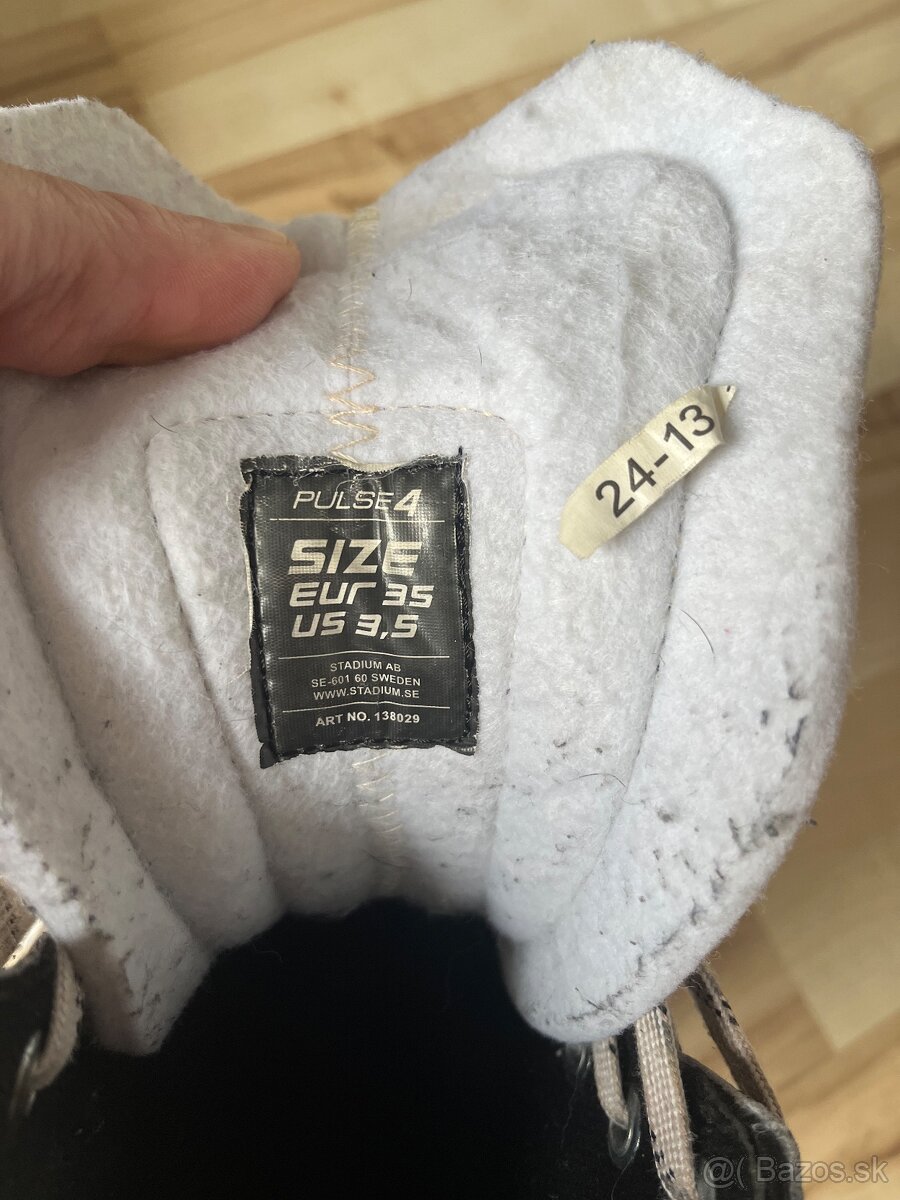 PULSE4
SIZE
EUR 35
US 3,5
STADIUM AB
SE-601 60 SWEDEN
WWW.STADIUM.SE
ART NO. 138029
24-13
@( Bazos.sk